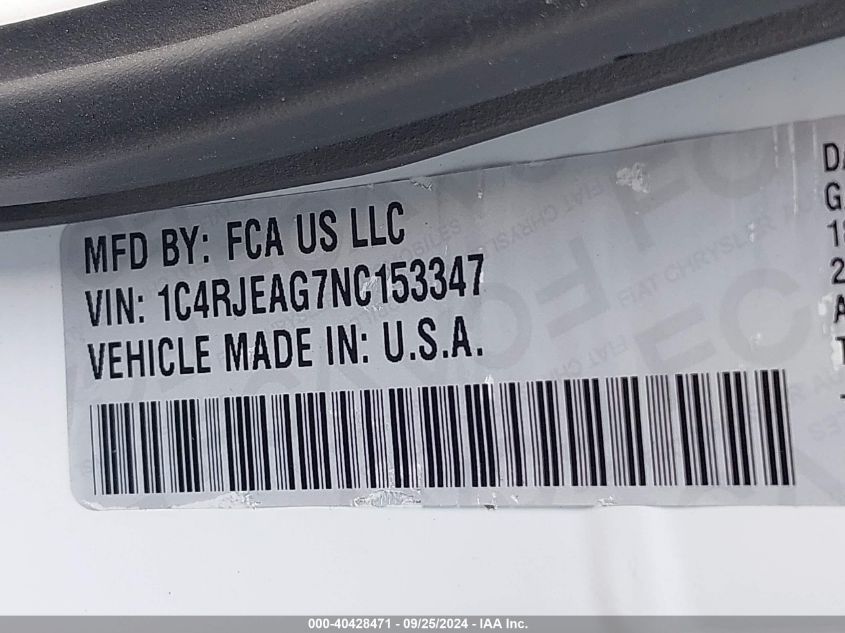 MFD BY: FCA US LLC
VIN: 1C4RJEAG7NC153347
VEHICLE MADE IN: U.S.A.
000-40428471 - 09/25/2024 - IAA Inc.